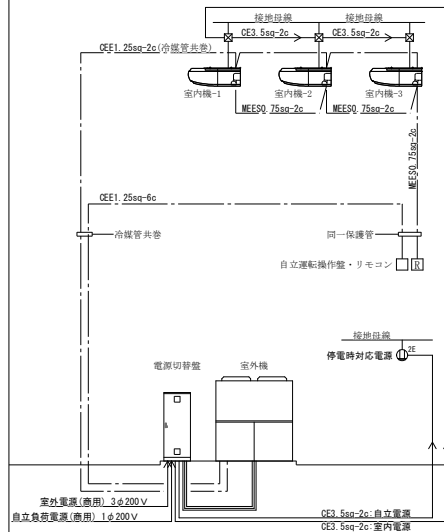 接地母線 接地母線
CE3.5sq-2c CE3.5sq-2c
CEE1.25sq-2c(冷媒管共巻)
室内機-1 室内機-2 室内機-3
MEES0.75sq-2c MEES0.75sq-2c
MEES0.75sq-2c
CEE1.25sq-6c
冷媒管共巻 同一保護管
自立運転操作盤・リモコン R
接地母線
停電時対応電源 2E
電源切替盤 室外機
室外電源(商用) 3φ200V
自立負荷電源(商用) 1φ200V
CE3.5sq-2c:自立電源
CE3.5sq-2c:室内電源